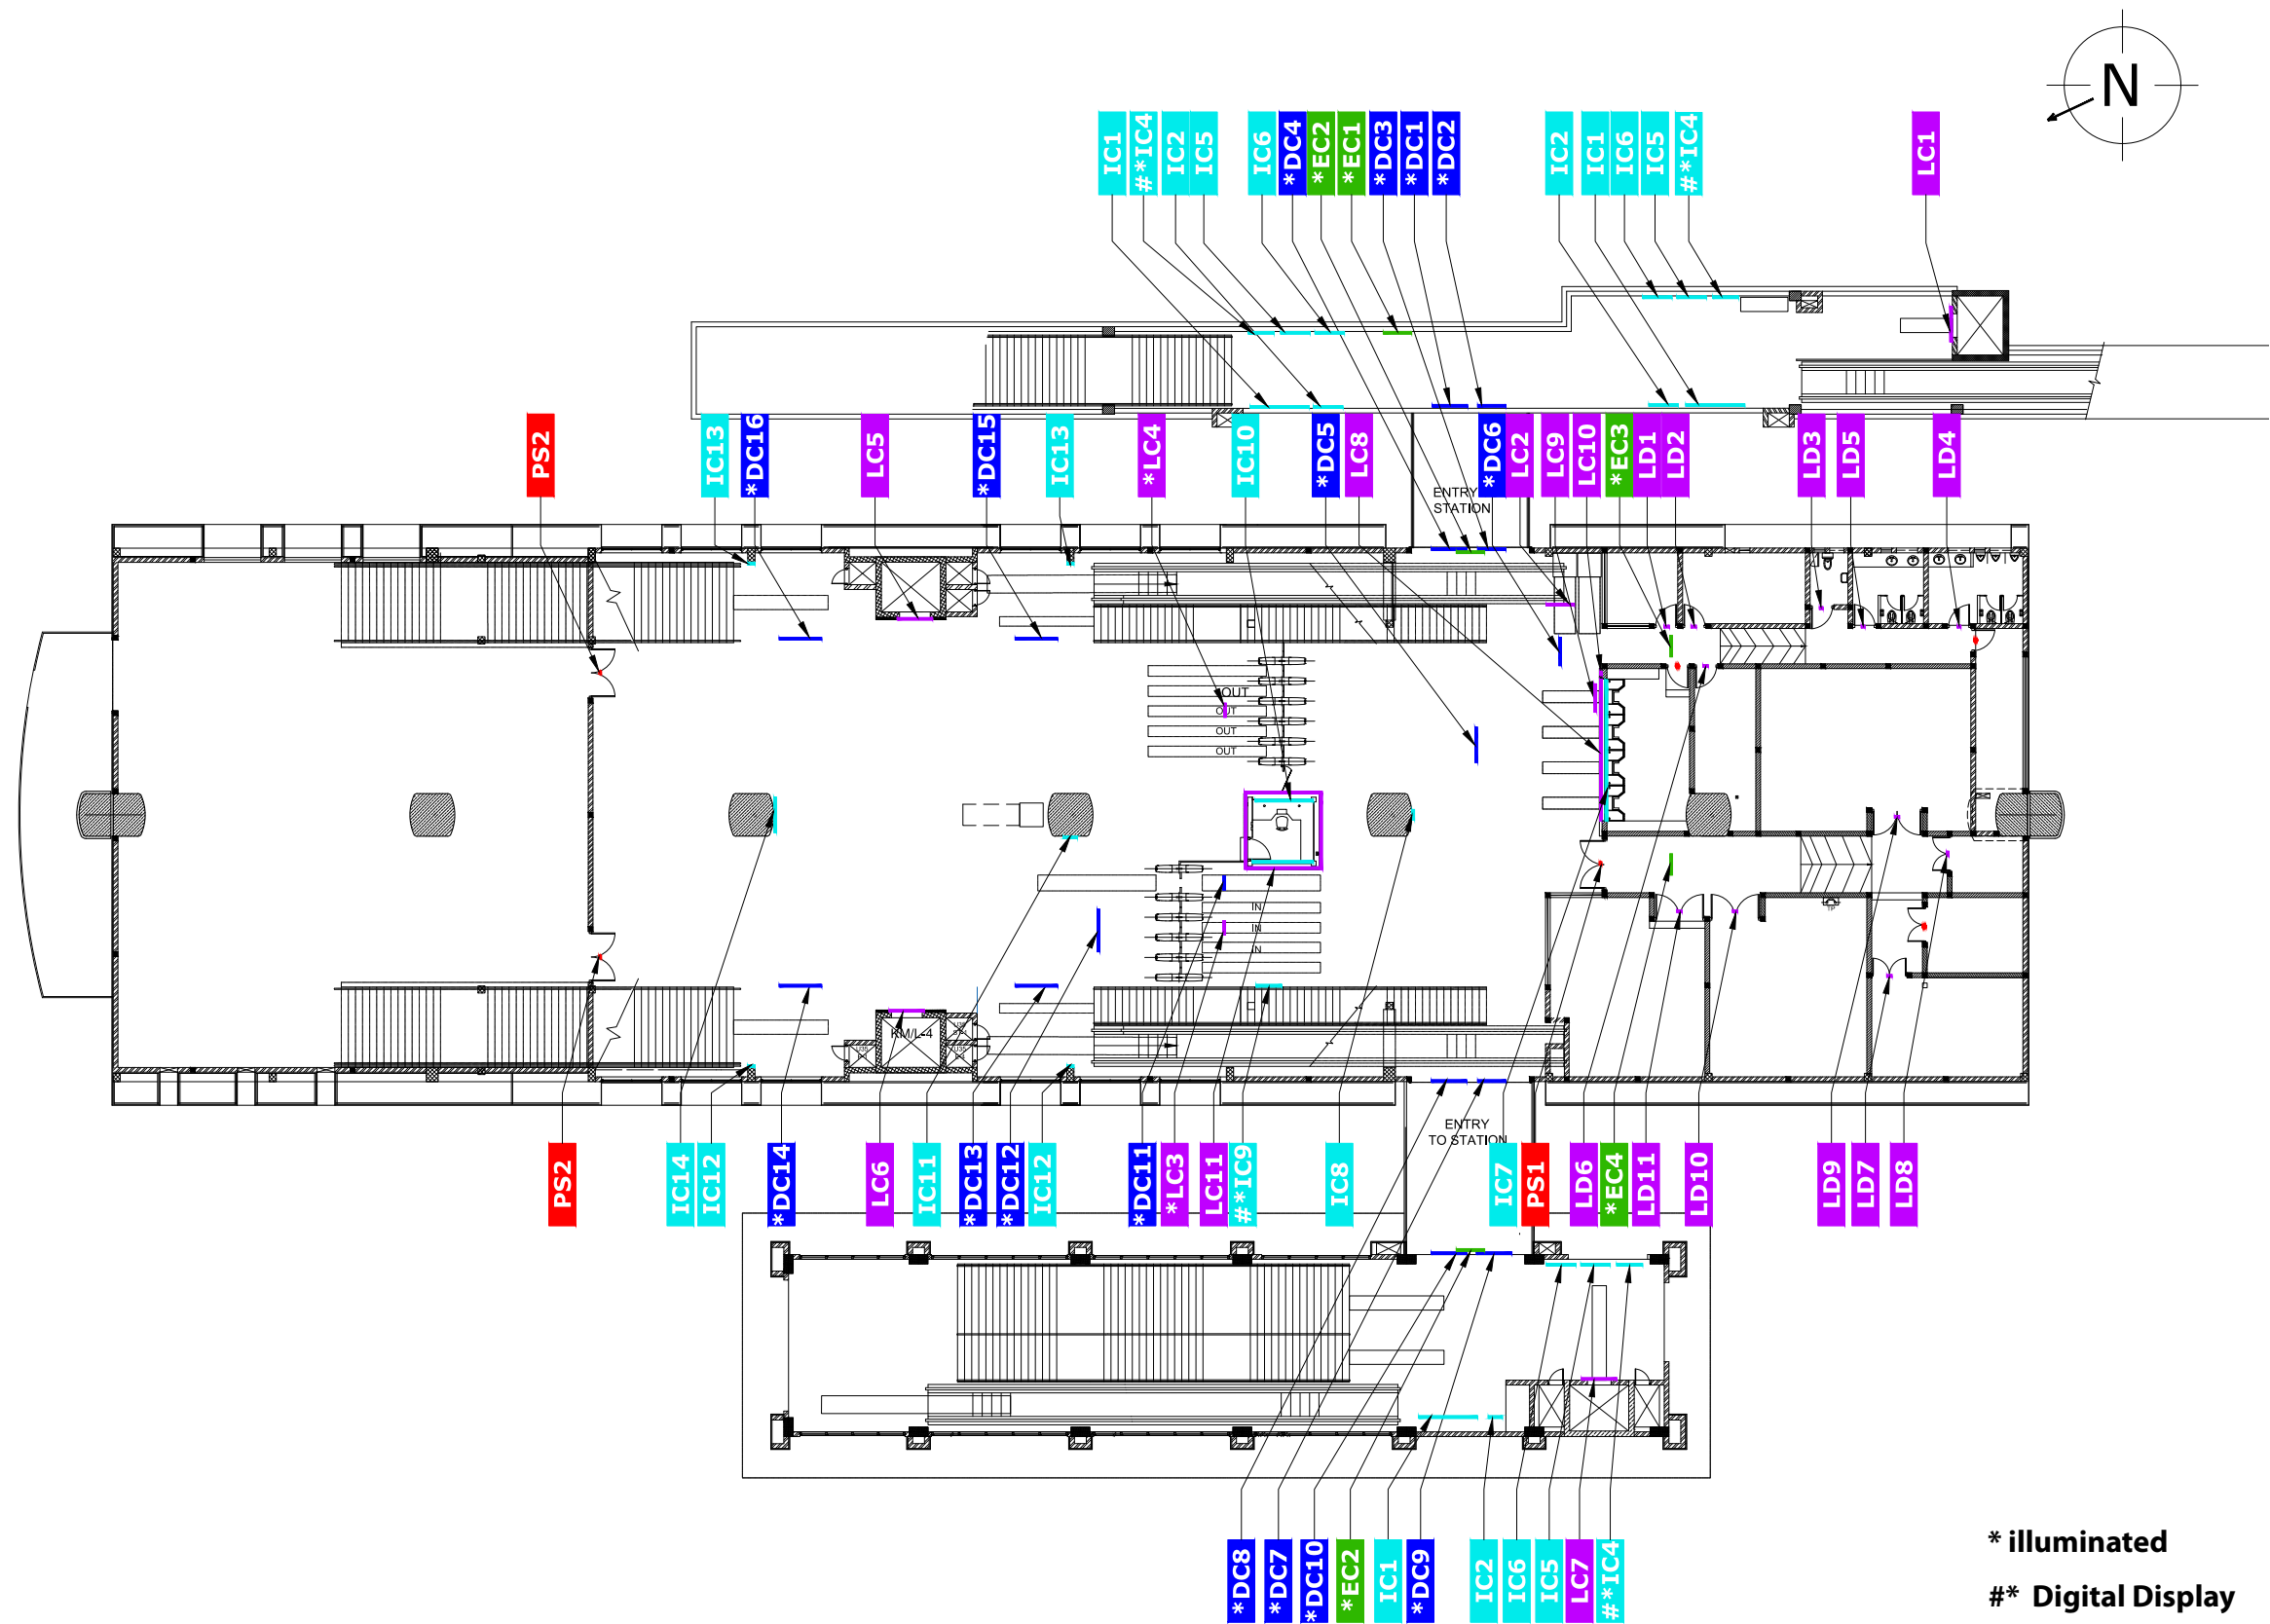 N
IC1
#*IC4
IC2
IC5
IC6
*DC4
*EC2
*EC1
*DC3
*DC1
*DC2
IC2
IC1
IC6
IC5
#*IC4
LC1
PS2
IC13
*DC16
LC5
*DC15
IC13
*LC4
IC10
*DC5
LC8
*DC6
LC2
LC9
LC10
*EC3
LD1
LD2
LD3
LD5
LD4
ENTRY
STATION
OUT
OUT
OUT
OUT
IN
IN
IN
KM/L-4
ENTRY
TO STATION
PS2
IC14
IC12
*DC14
LC6
IC11
*DC13
*DC12
IC12
*DC11
*LC3
LC11
#*IC9
IC8
IC7
PS1
LD6
*EC4
LD11
LD10
LD9
LD7
LD8
*DC8
*DC7
*DC10
*EC2
IC1
*DC9
IC2
IC6
IC5
LC7
#*IC4
* illuminated
#* Digital Display